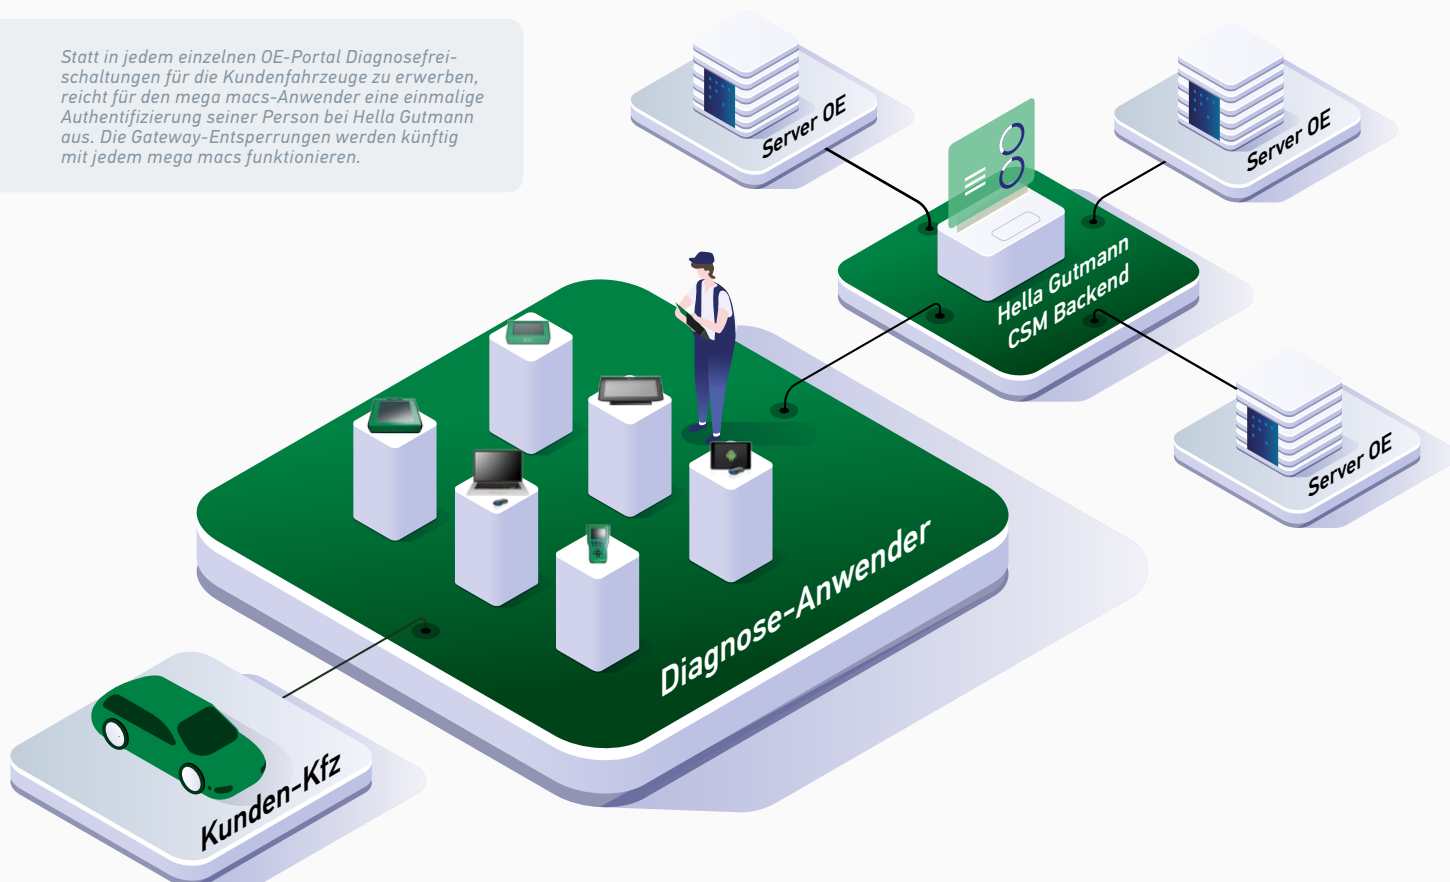 Statt in jedem einzelnen OE-Portal Diagnosefrei-
schaltungen für die Kundenfahrzeuge zu erwerben,
reicht für den mega macs-Anwender eine einmalige
Authentifizierung seiner Person bei Hella Gutmann
aus. Die Gateway-Entsperrungen werden künftig
mit jedem mega macs funktionieren.
Server OE
Server OE
Hella Gutmann
CSM Backend
Server OE
Diagnose-Anwender
Kunden-Kfz